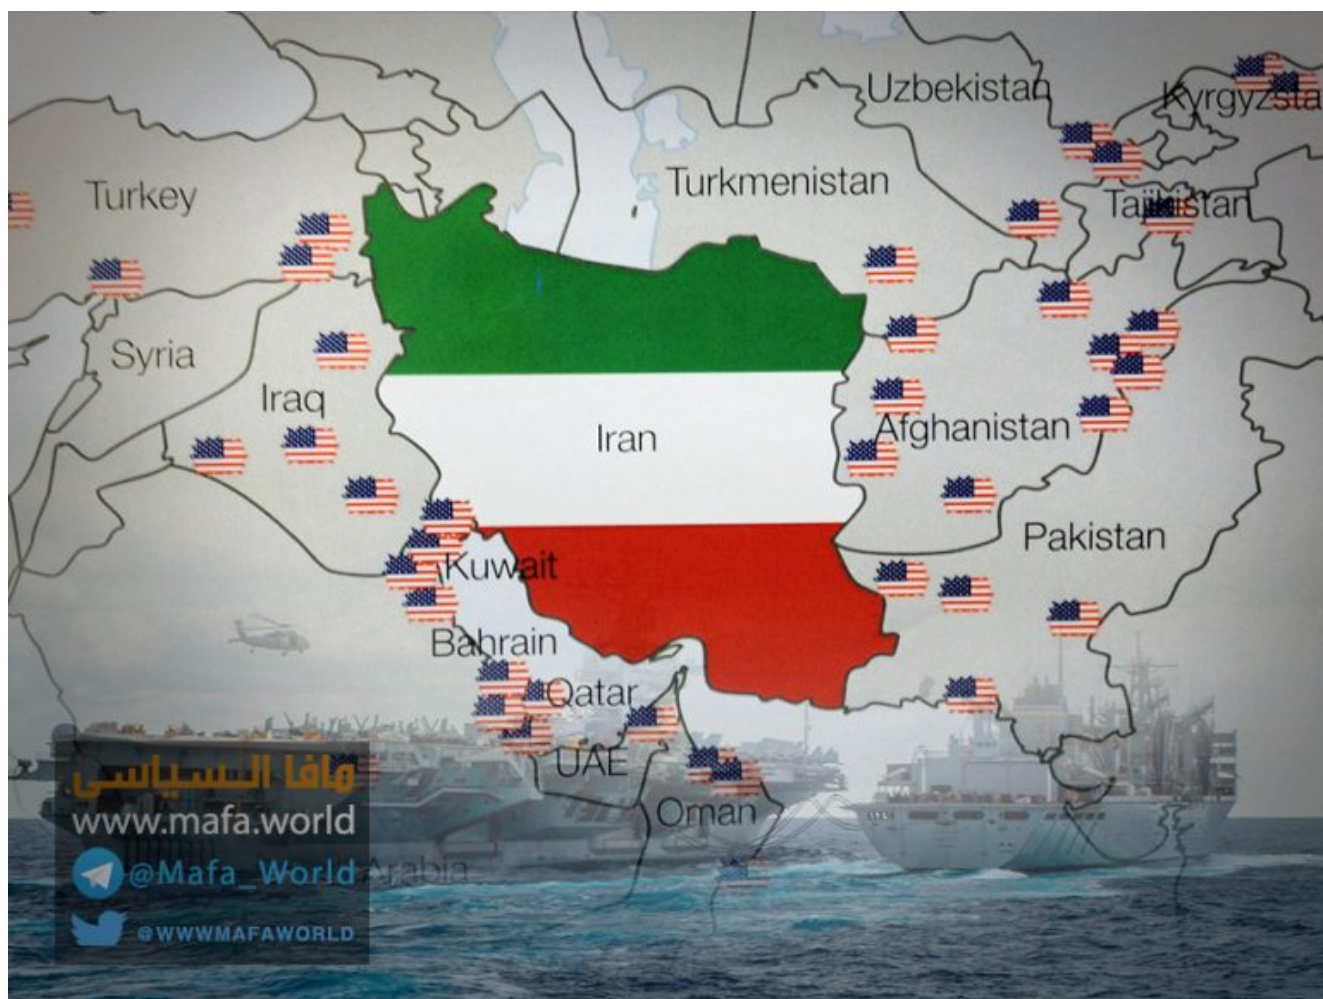 Uzbekistan
Kyrgyzsta
Turkey
Turkmenistan
Tajikistan
Syria
Iraq
Iran
Afghanistan
Pakistan
Kuwait
Bahrain
Qatar
UAE
Oman
مافا السياسي
www.mafa.world
@Mafa_World
Arabia
@WWWMAFAWORLD